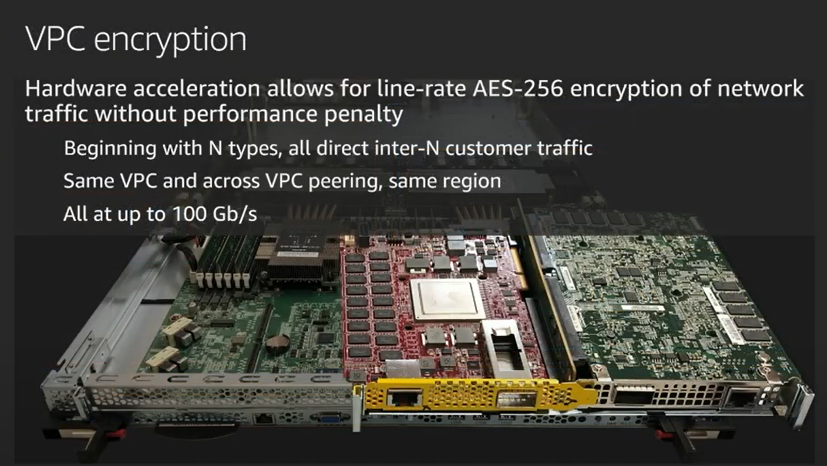 VPC encryption
Hardware acceleration allows for line-rate AES-256 encryption of network
traffic without performance penalty
Beginning with N types, all direct inter-N customer traffic
Same VPC and across VPC peering, same region
All at up to 100 Gb/s